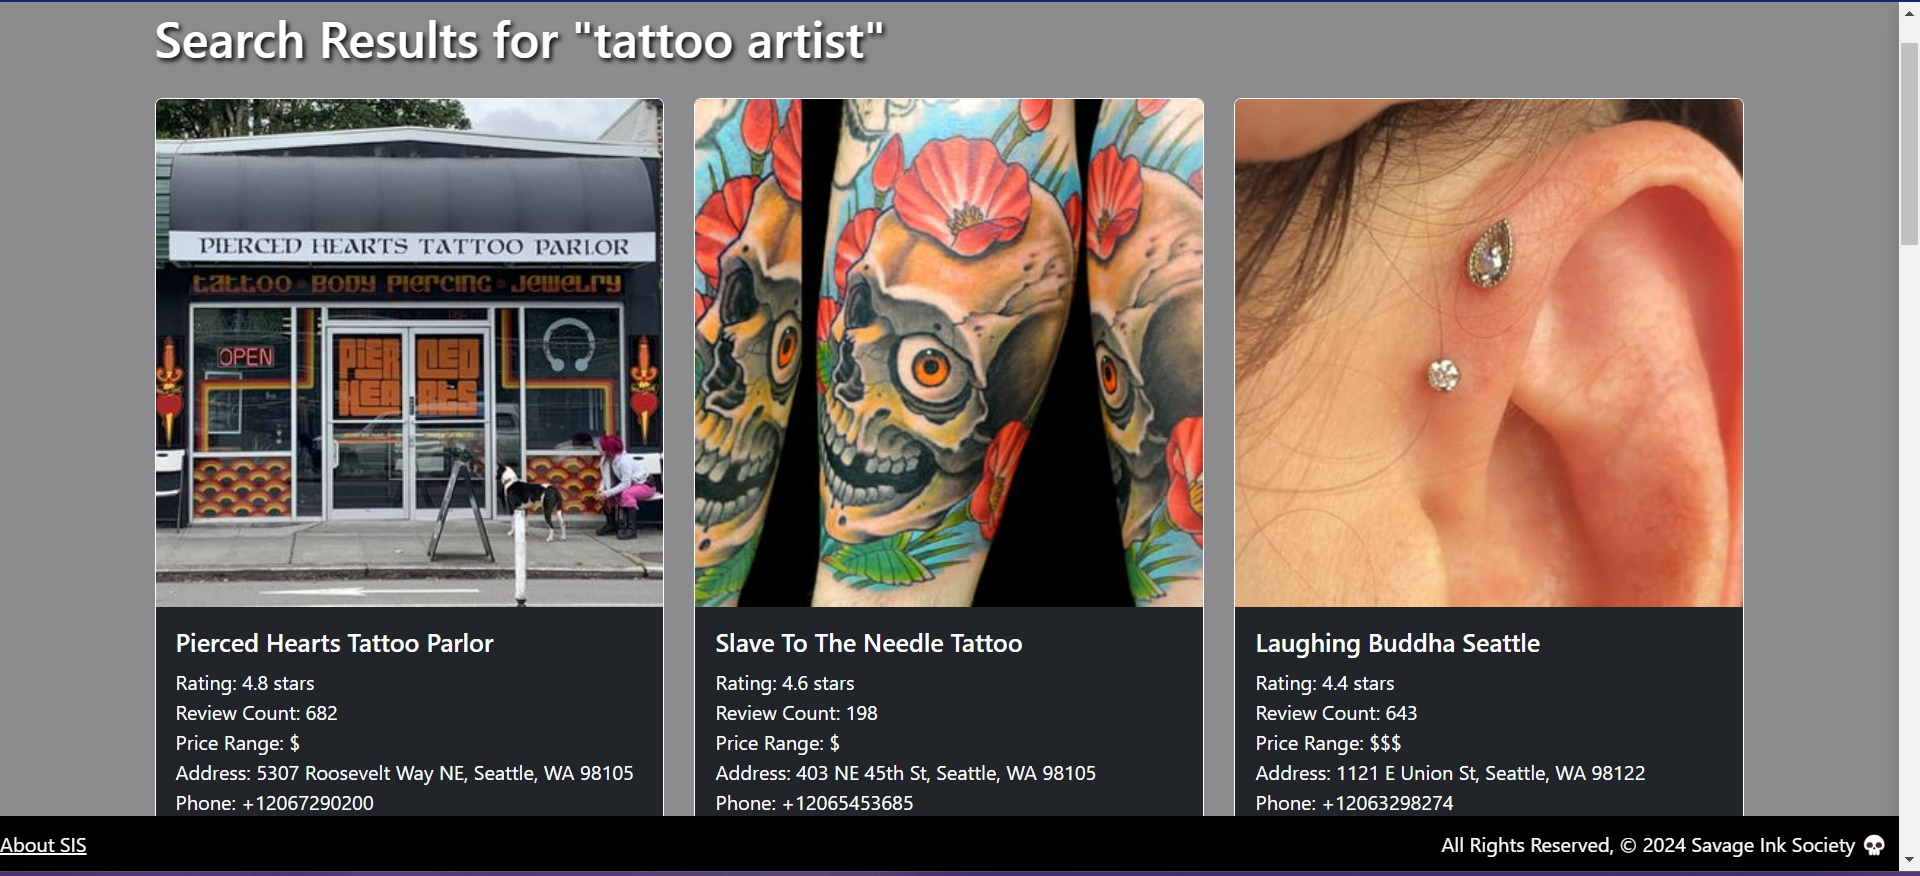 Search Results for "tattoo artist"
PIERCED HEARTS TATTOO PARLOR
tattoo • Body Piercing • Jewelry
OPEN
PIERCED
HEARTS
Pierced Hearts Tattoo Parlor
Rating: 4.8 stars
Review Count: 682
Price Range: $
Address: 5307 Roosevelt Way NE, Seattle, WA 98105
Phone: +12067290200
Slave To The Needle Tattoo
Rating: 4.6 stars
Review Count: 198
Price Range: $
Address: 403 NE 45th St, Seattle, WA 98105
Phone: +12065453685
Laughing Buddha Seattle
Rating: 4.4 stars
Review Count: 643
Price Range: $$$
Address: 1121 E Union St, Seattle, WA 98122
Phone: +12063298274
About SIS
All Rights Reserved, © 2024 Savage Ink Society 💀